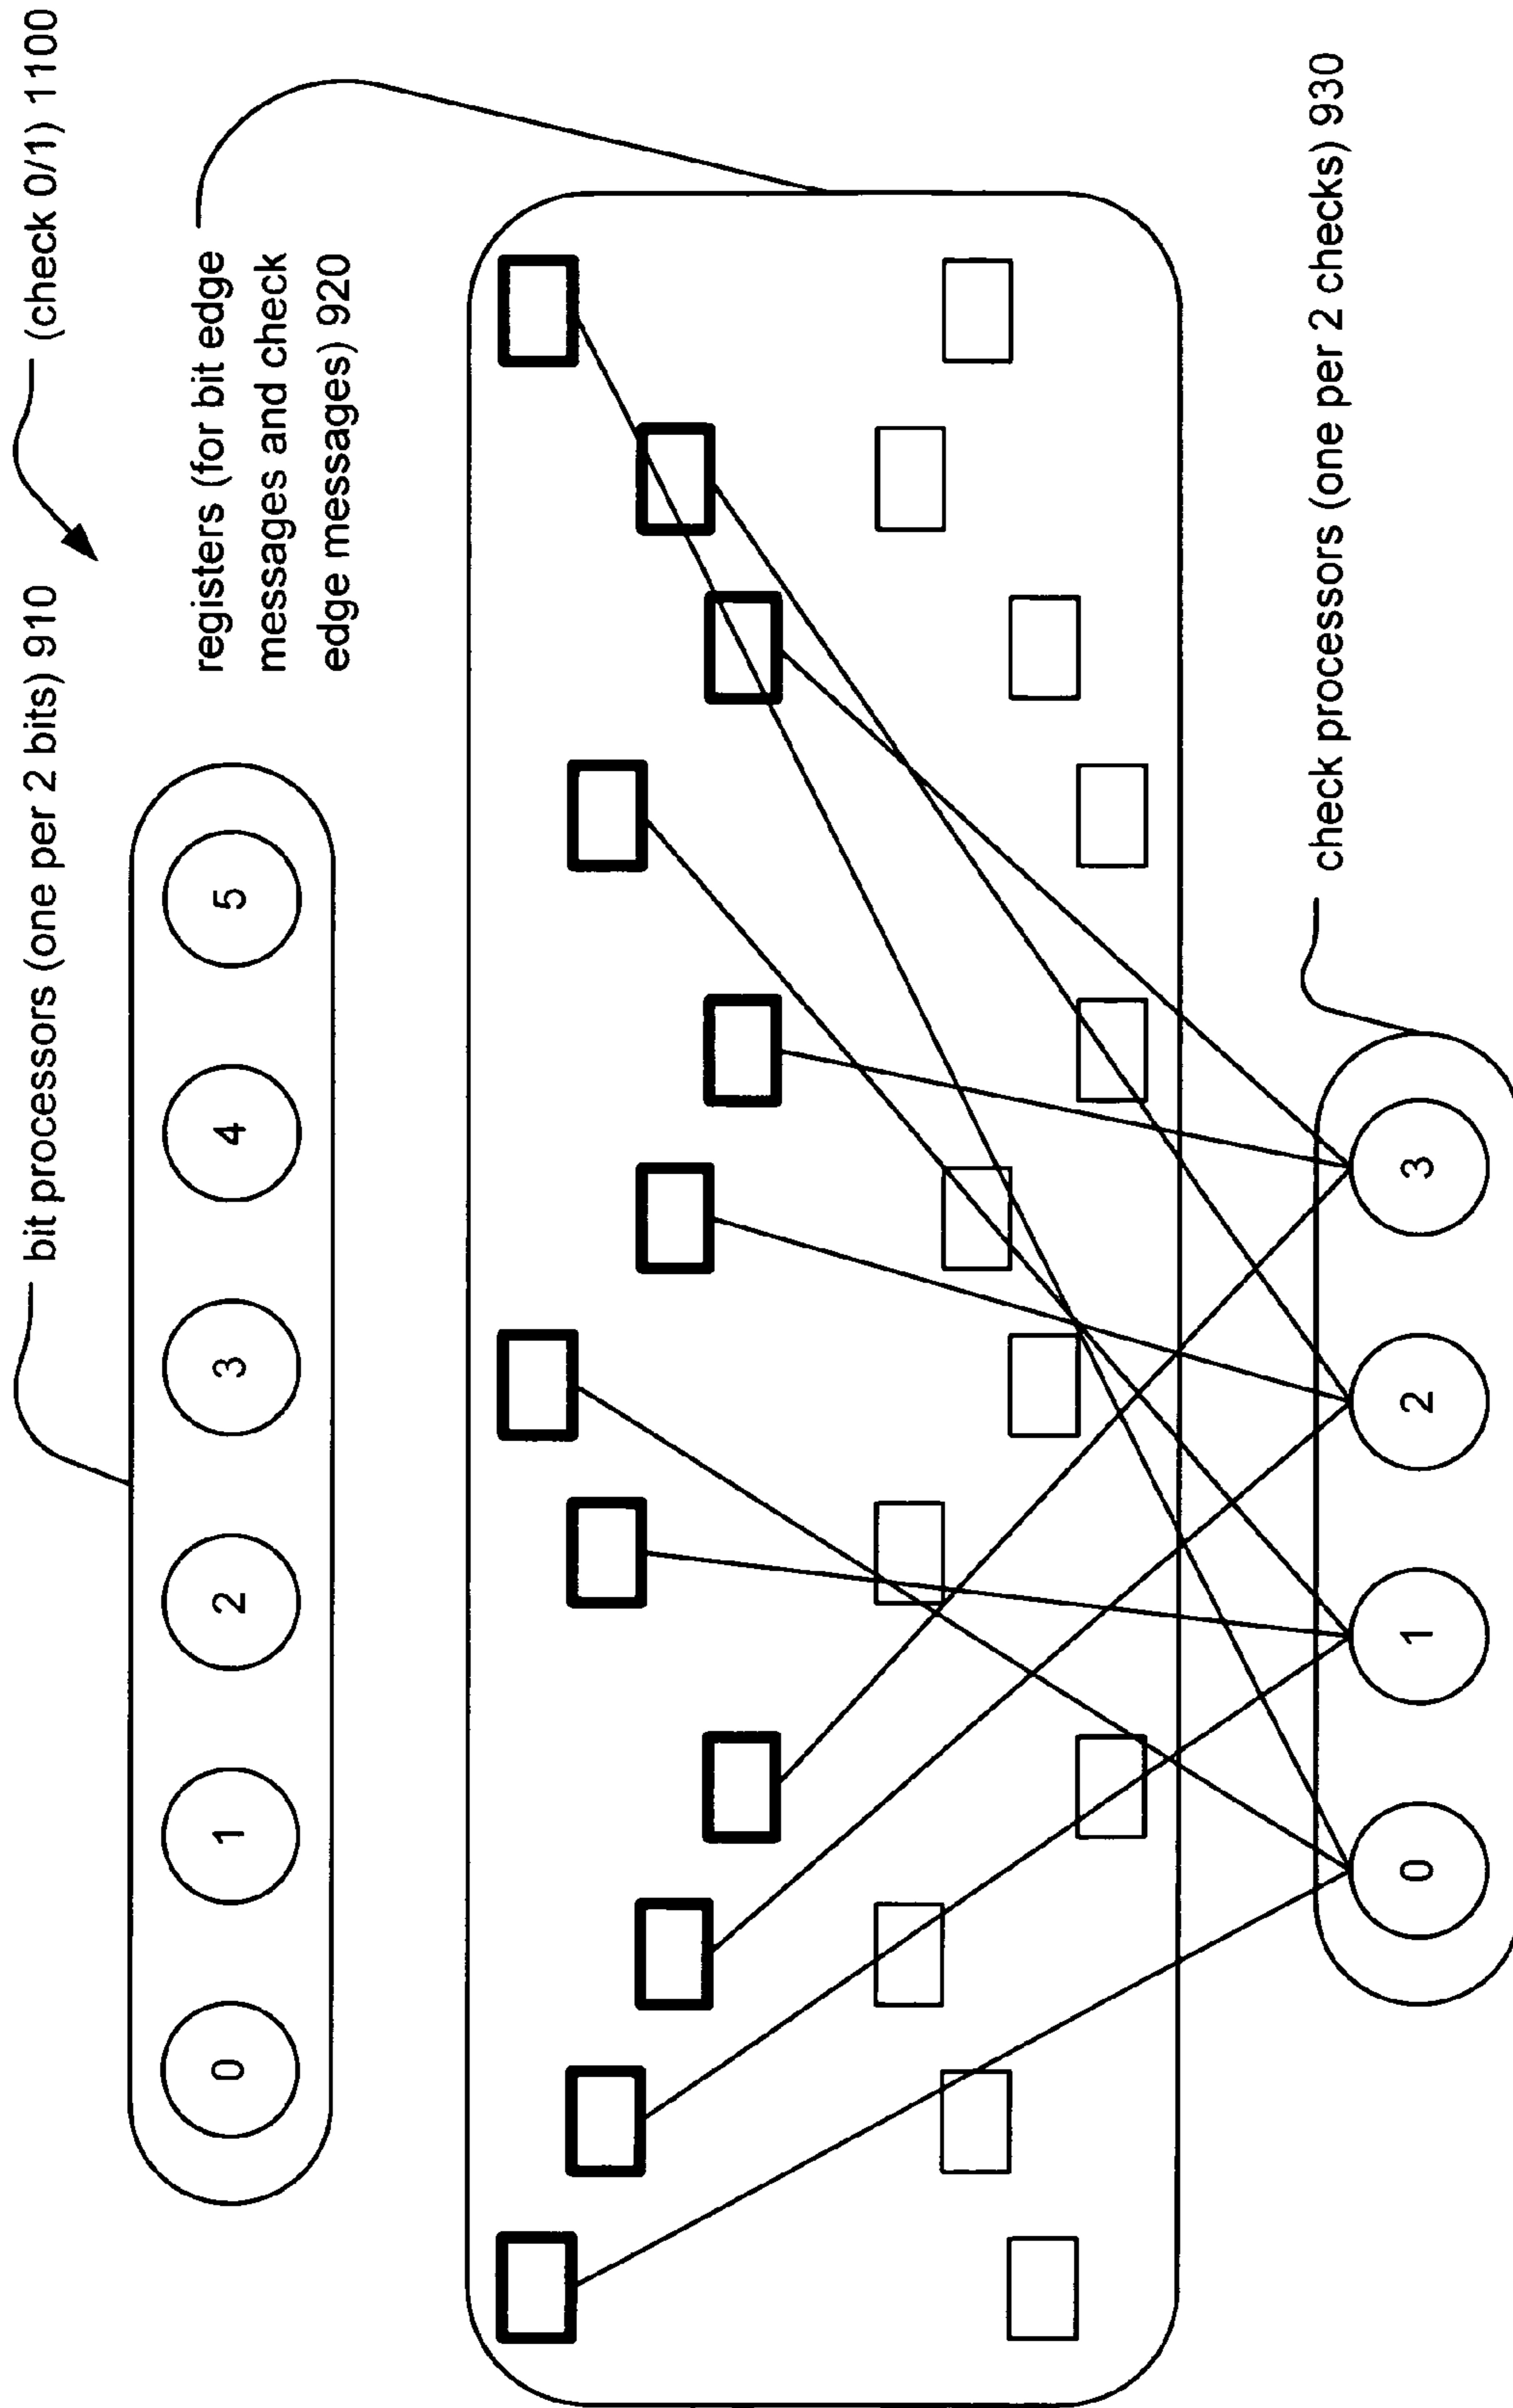 bit processors (one per 2 bits) 910
(check 0/1) 1100
0 1 2 3 4 5
registers (for bit edge
messages and check
edge messages) 920
check processors (one per 2 checks) 930
0 1 2 3